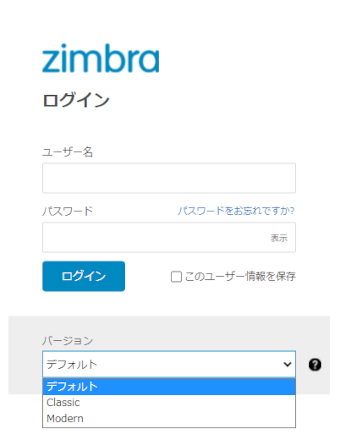 zimbra
ログイン
ユーザー名
パスワード パスワードをお忘れですか?
表示
ログイン このユーザー情報を保存
バージョン
デフォルト ?
デフォルト
Classic
Modern